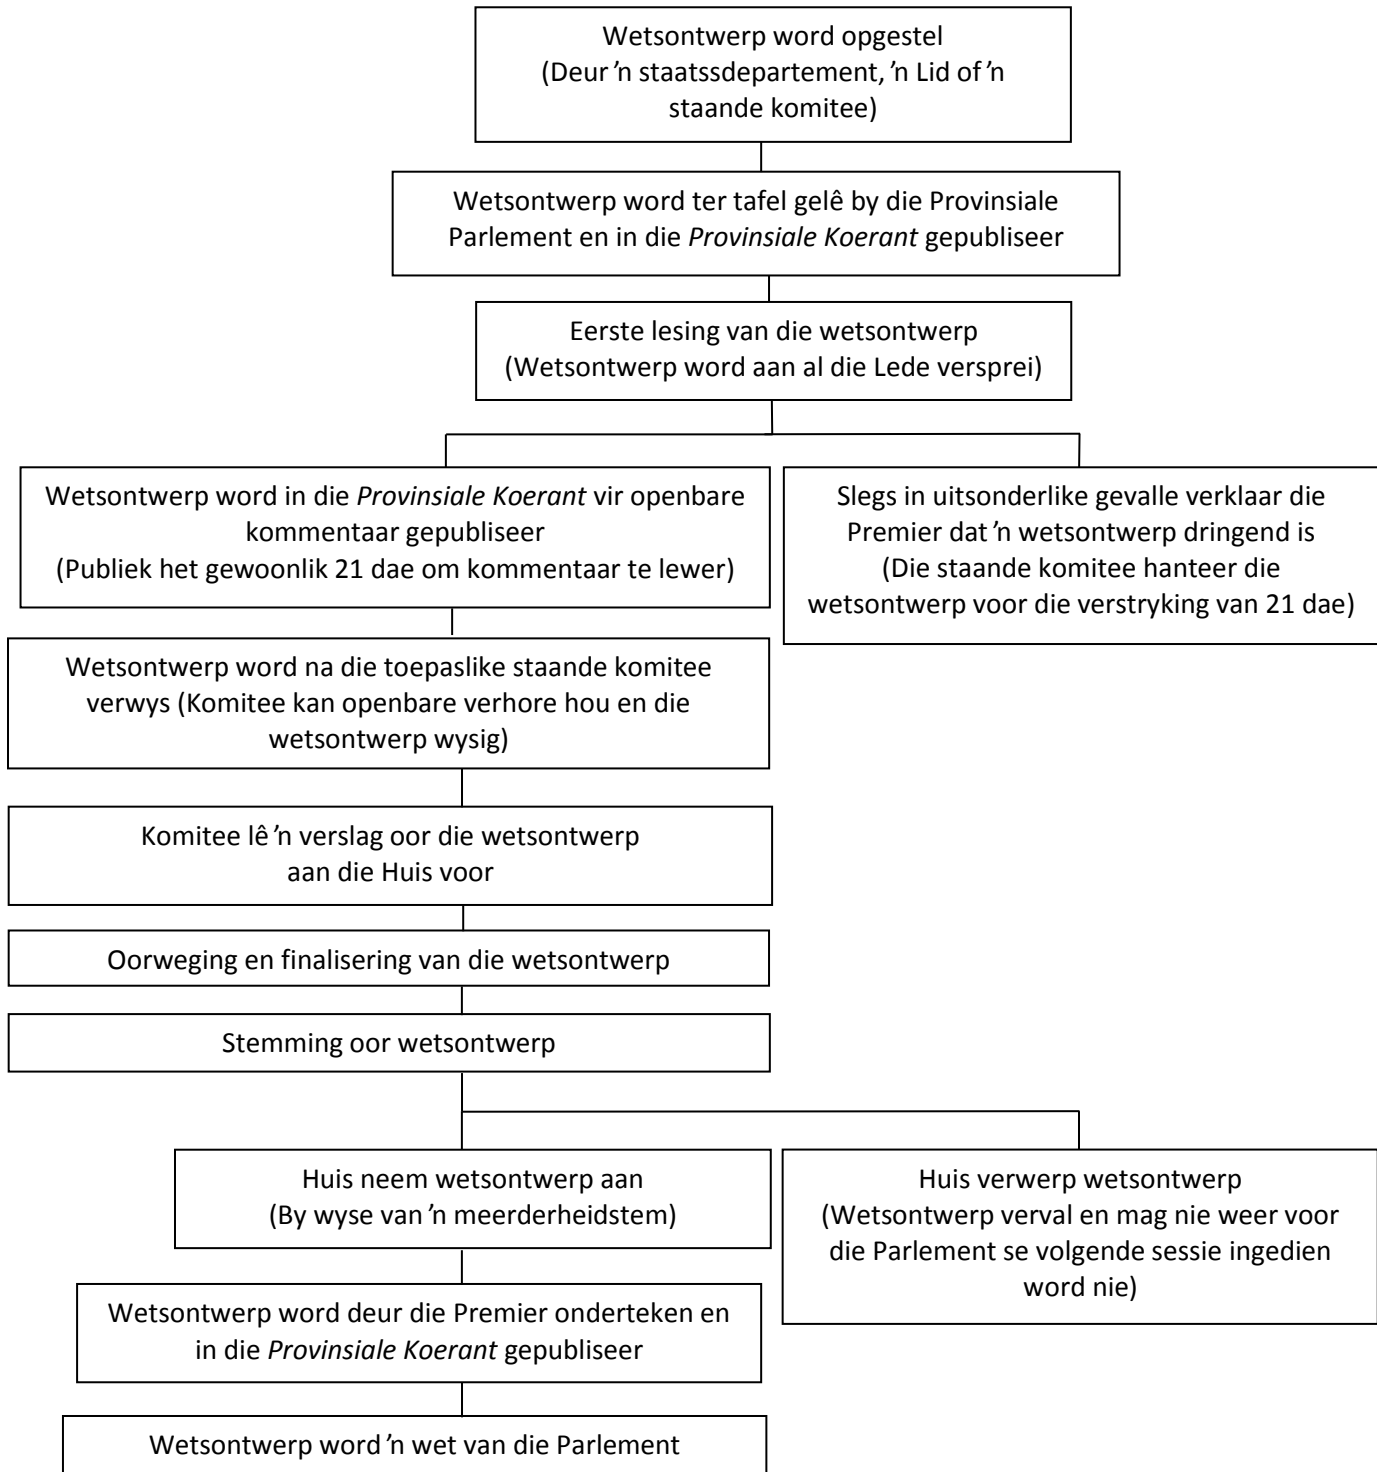 Wetsontwerp word opgestel
(Deur 'n staatssdepartement, 'n Lid of 'n
staande komitee)
Wetsontwerp word ter tafel gelê by die Provinsiale
Parlement en in die Provinsiale Koerant gepubliseer
Eerste lesing van die wetsontwerp
(Wetsontwerp word aan al die Lede versprei)
Wetsontwerp word in die Provinsiale Koerant vir openbare
kommentaar gepubliseer
(Publiek het gewoonlik 21 dae om kommentaar te lewer)
Slegs in uitsonderlike gevalle verklaar die
Premier dat 'n wetsontwerp dringend is
(Die staande komitee hanteer die
wetsontwerp voor die verstryking van 21 dae)
Wetsontwerp word na die toepaslike staande komitee
verwys (Komitee kan openbare verhore hou en die
wetsontwerp wysig)
Komitee lê 'n verslag oor die wetsontwerp
aan die Huis voor
Oorweging en finalisering van die wetsontwerp
Stemming oor wetsontwerp
Huis neem wetsontwerp aan
(By wyse van 'n meerderheidstem)
Huis verwerp wetsontwerp
(Wetsontwerp verval en mag nie weer voor
die Parlement se volgende sessie ingedien
word nie)
Wetsontwerp word deur die Premier onderteken en
in die Provinsiale Koerant gepubliseer
Wetsontwerp word 'n wet van die Parlement